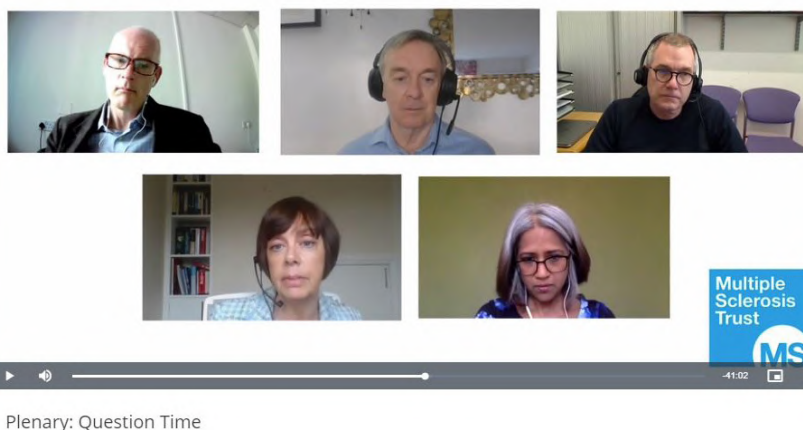 Multiple
Sclerosis
Trust
MS
-41:02
Plenary: Question Time